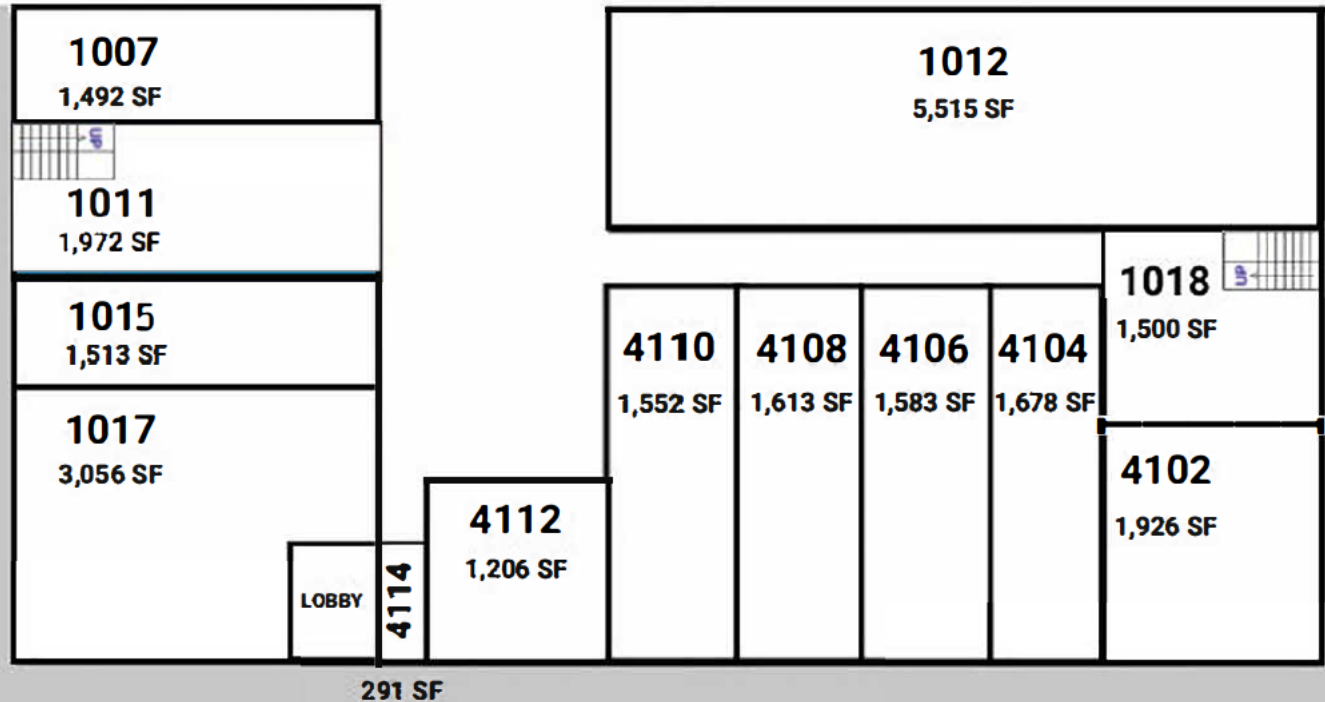 1007
1,492 SF
UP
1011
1,972 SF
1015
1,513 SF
1017
3,056 SF
LOBBY
4114
291 SF
4112
1,206 SF
1012
5,515 SF
4110
1,552 SF
4108
1,613 SF
4106
1,583 SF
4104
1,678 SF
1018
1,500 SF
UP
4102
1,926 SF